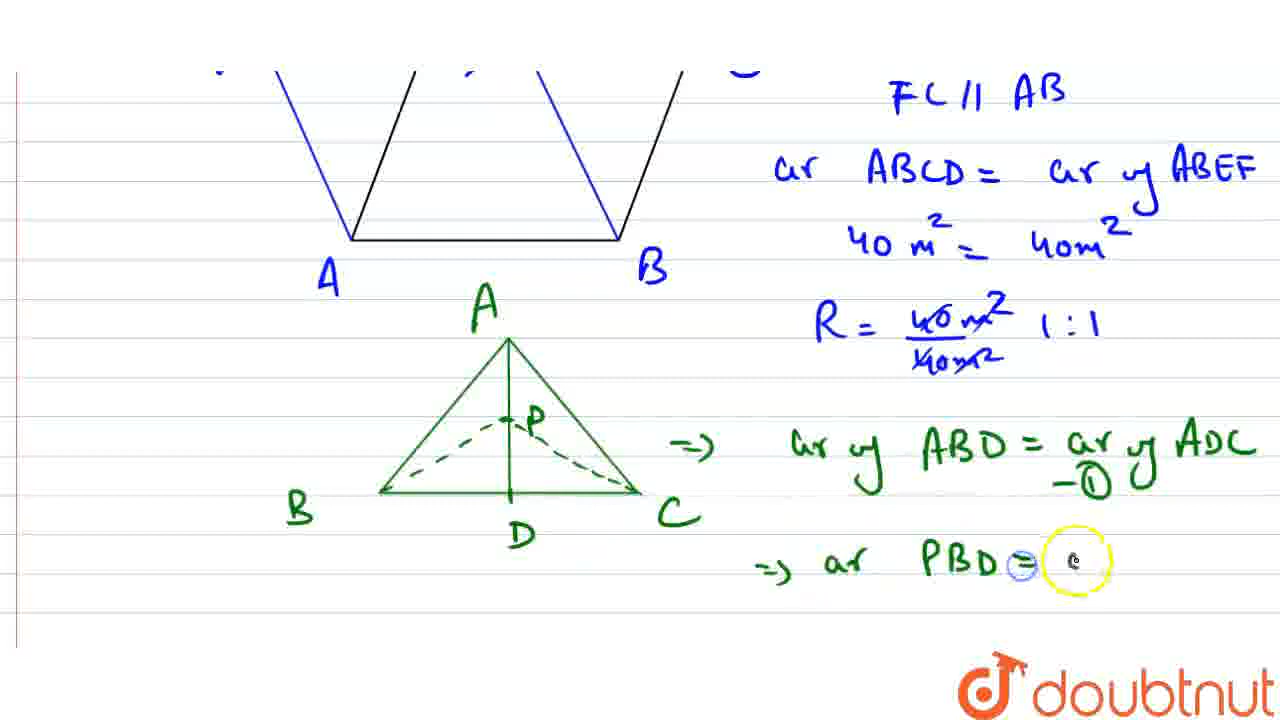 FC || AB
ar ABCD = ar of ABEF
40 m² = 40m²
R = 40m² / 40m² 1:1
A
B
A
P
B
C
D
=> ar of ABD = ar of ADC
-①
=> ar PBD =
doubtnut